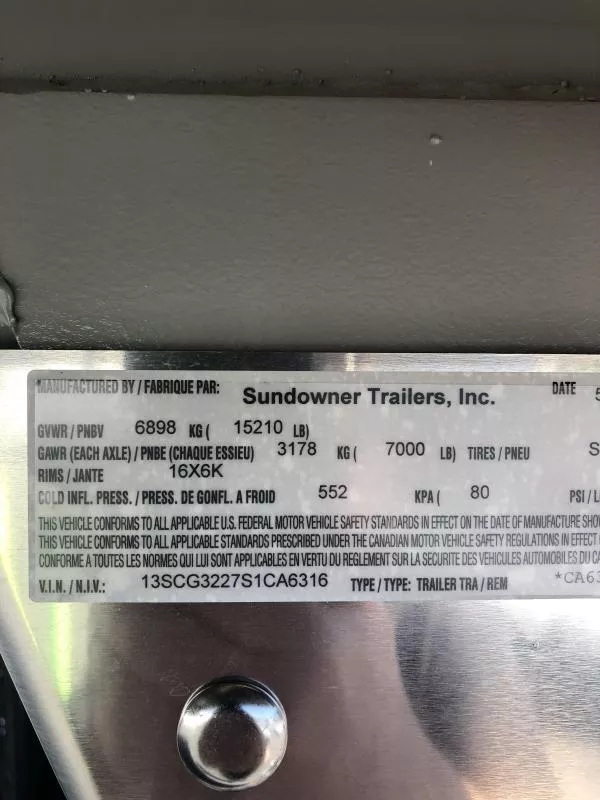 MANUFACTURED BY / FABRIQUE PAR: Sundowner Trailers, Inc. DATE 5
GVWR / PNBV 6898 KG ( 15210 LB)
GAWR (EACH AXLE) / PNBE (CHAQUE ESSIEU) 3178 KG ( 7000 LB) TIRES / PNEU S
RIMS / JANTE 16X6K
COLD INFL. PRESS. / PRESS. DE GONFL. A FROID 552 KPA ( 80 PSI / L
THIS VEHICLE CONFORMS TO ALL APPLICABLE U.S. FEDERAL MOTOR VEHICLE SAFETY STANDARDS IN EFFECT ON THE DATE OF MANUFACTURE SHO
THIS VEHICLE CONFORMS TO ALL APPLICABLE STANDARDS PRESCRIBED UNDER THE CANADIAN MOTOR VEHICLE SAFETY REGULATIONS IN EFFECT
CONFORME A TOUTES LES NORMES QUI LUI SONT APPLICABLES EN VERTU DU REGLEMENT SUR LA SECURITE DES VEHICULES AUTOMOBILES DU CA
V.I.N. / N.I.V.: 13SCG3227S1CA6316 TYPE / TYPE: TRAILER TRA / REM *CA63